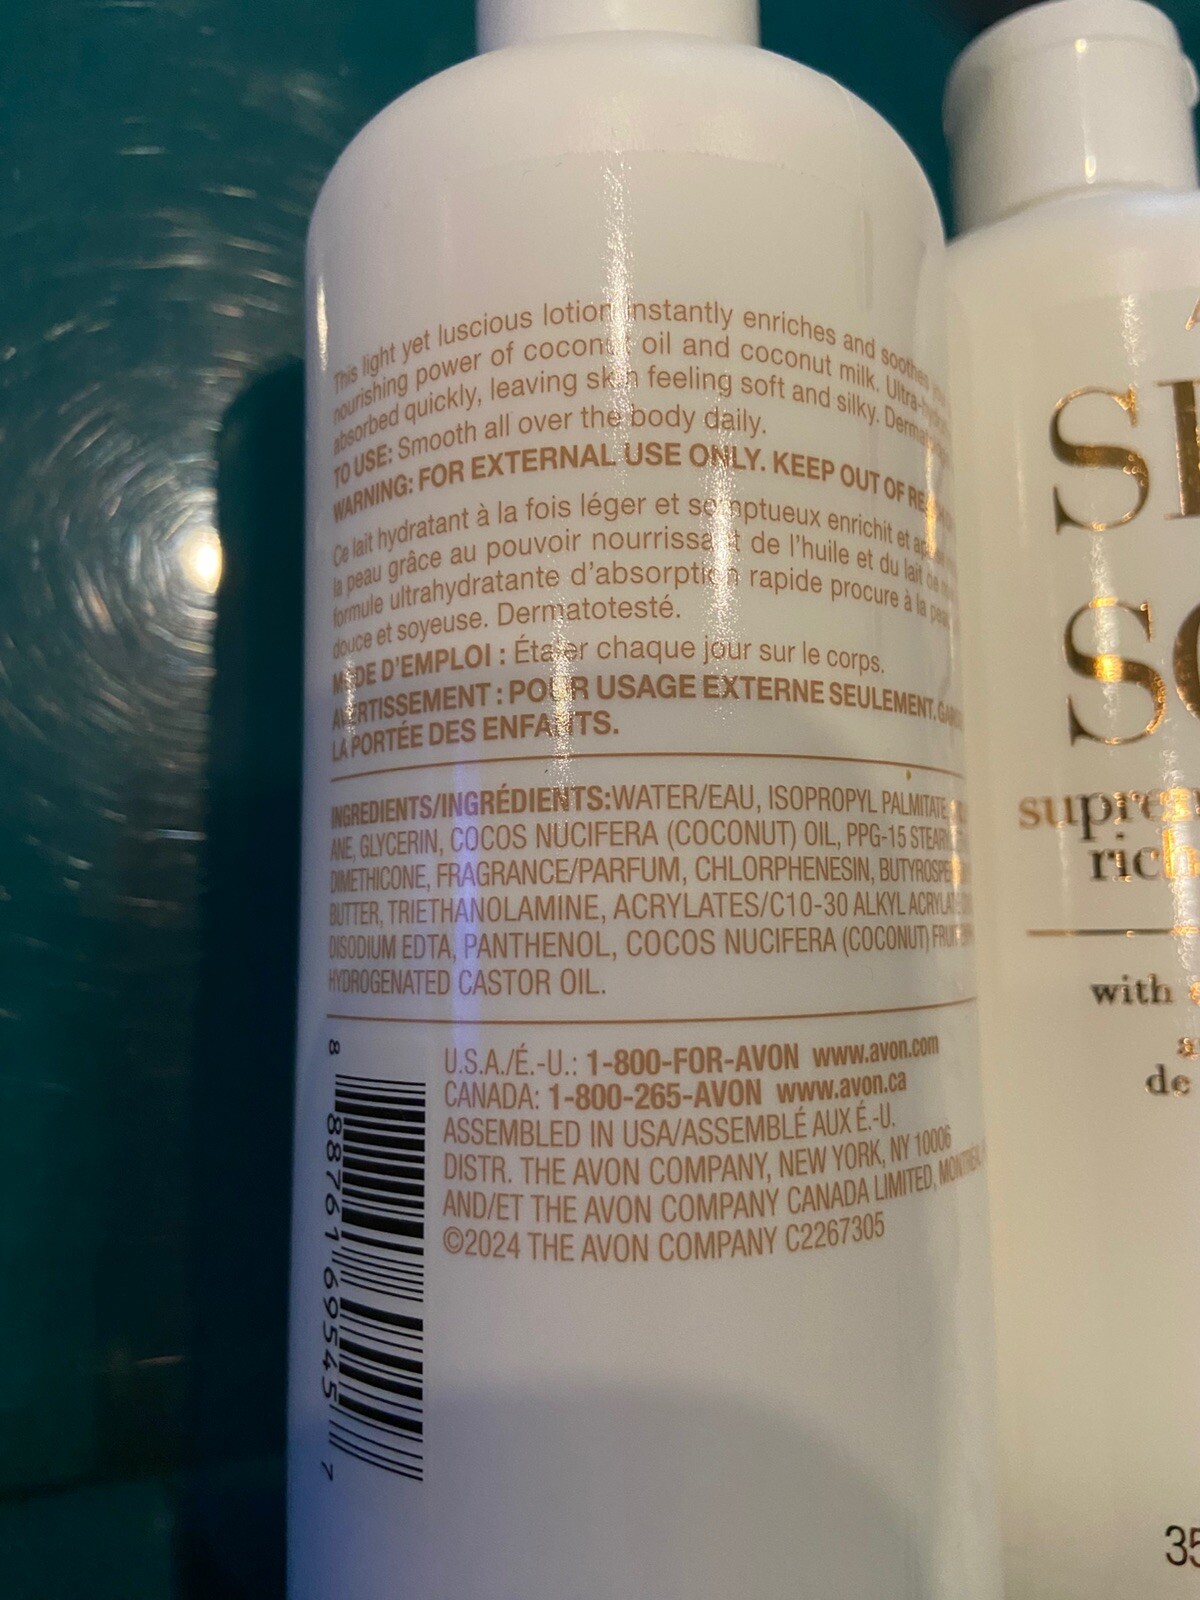 This light yet luscious lotion instantly enriches and soothes
nourishing power of coconut oil and coconut milk.
absorbed quickly, leaving skin feeling soft and silky.
TO USE: Smooth all over the body daily.
WARNING: FOR EXTERNAL USE ONLY. KEEP OUT OF
Ce lait hydratant à la fois léger et somptueux enrichit et
la peau grâce au pouvoir nourrissant de l'huile et du lait de
formule ultrahydratante d'absorption rapide procure à la
douce et soyeuse. Dermatotesté.
MODE D'EMPLOI : Étaler chaque jour sur le corps.
AVERTISSEMENT : POUR USAGE EXTERNE SEULEMENT.
LA PORTÉE DES ENFANTS.
INGREDIENTS/INGRÉDIENTS:WATER/EAU, ISOPROPYL PALMITATE,
ANE, GLYCERIN, COCOS NUCIFERA (COCONUT) OIL, PPG-15
DIMETHICONE, FRAGRANCE/PARFUM, CHLORPHENESIN,
BUTTER, TRIETHANOLAMINE, ACRYLATES/C10-30 ALKYL
DISODIUM EDTA, PANTHENOL, COCOS NUCIFERA (COCONUT)
HYDROGENATED CASTOR OIL.
U.S.A./É.-U.: 1-800-FOR-AVON www.avon.com
CANADA: 1-800-265-AVON www.avon.ca
ASSEMBLED IN USA/ASSEMBLÉ AUX É.-U.
DISTR. THE AVON COMPANY, NEW YORK, NY 10006
AND/ET THE AVON COMPANY CANADA LIMITED,
©2024 THE AVON COMPANY C2267305
8 88761 69545 7
with
de
35